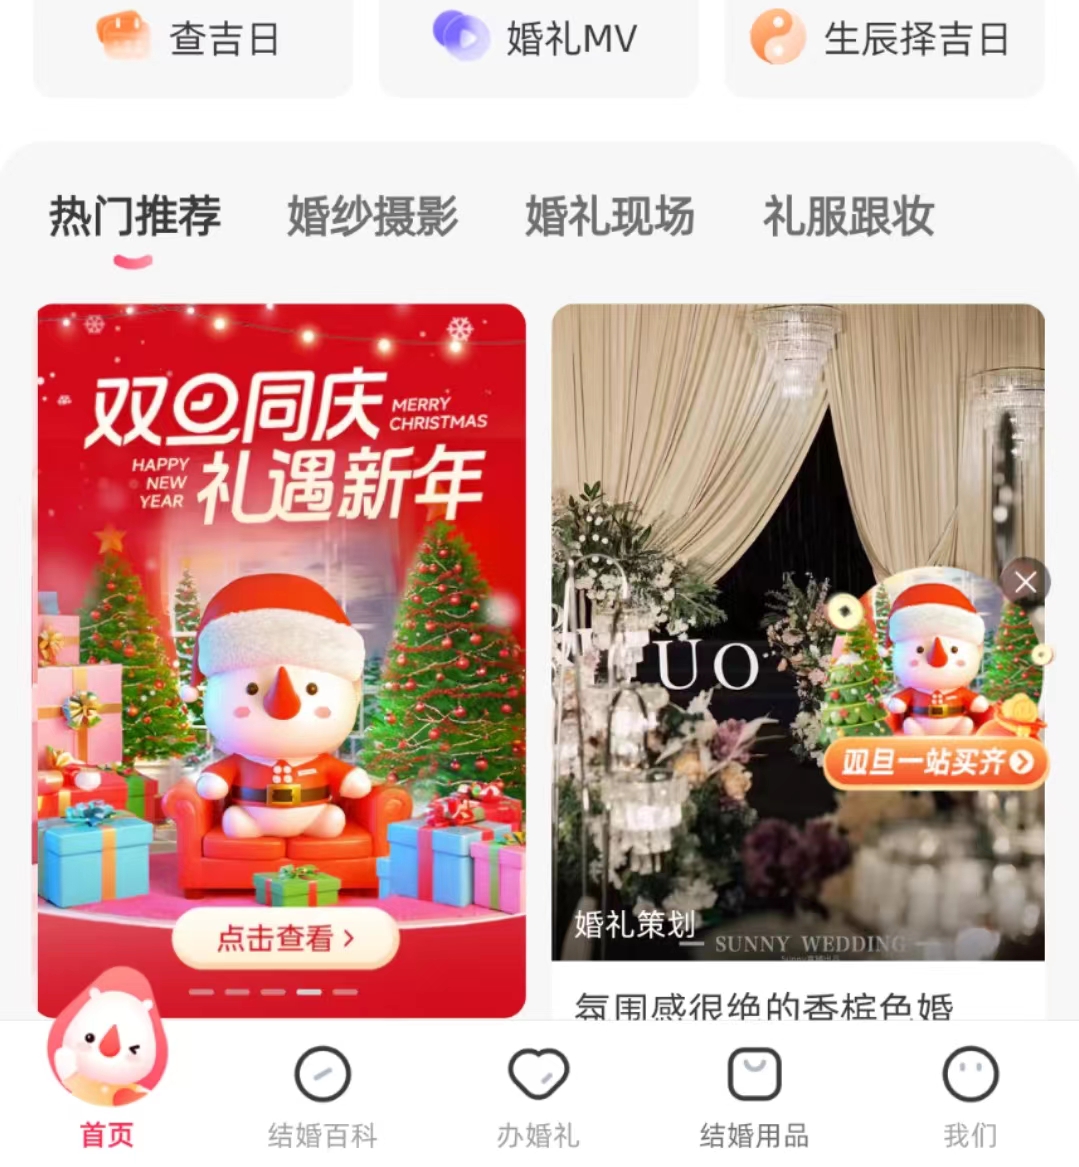 查吉日
婚礼MV
生辰择吉日
热门推荐
婚纱摄影
婚礼现场
礼服跟妆
双旦同庆
MERRY
CHRISTMAS
HAPPY
NEW
YEAR
礼遇新年
点击查看
UO
双旦一站买齐
婚礼策划
SUNNY WEDDING
氛围感很绝的香槟色婚
首页
结婚百科
办婚礼
结婚用品
我们